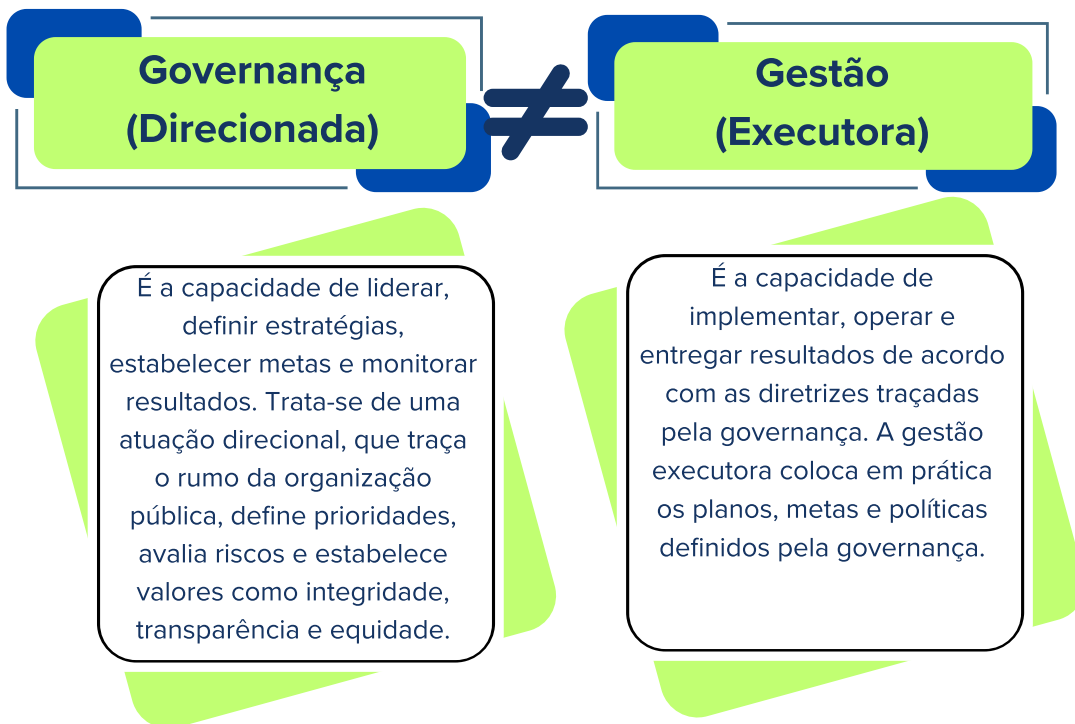 Governança
(Direcionada)
≠
Gestão
(Executora)
É a capacidade de liderar,
definir estratégias,
estabelecer metas e monitorar
resultados. Trata-se de uma
atuação direcional, que traça
o rumo da organização
pública, define prioridades,
avalia riscos e estabelece
valores como integridade,
transparência e equidade.
É a capacidade de
implementar, operar e
entregar resultados de acordo
com as diretrizes traçadas
pela governança. A gestão
executora coloca em prática
os planos, metas e políticas
definidos pela governança.